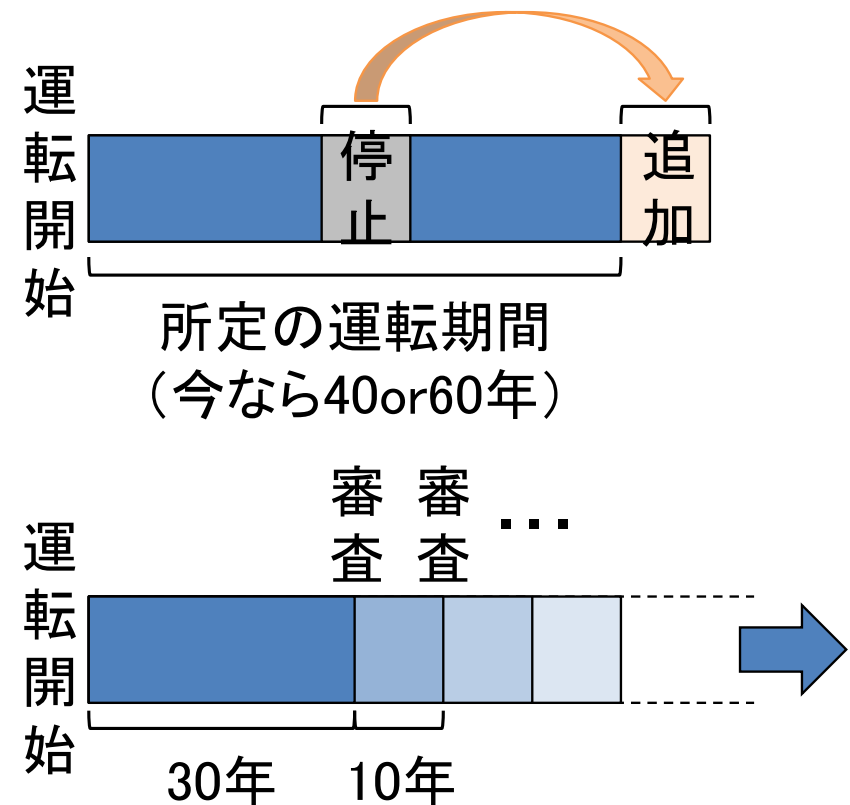 運転開始
停止
追加
所定の運転期間
（今なら40or60年）
審査
審査
…
運転開始
30年
10年